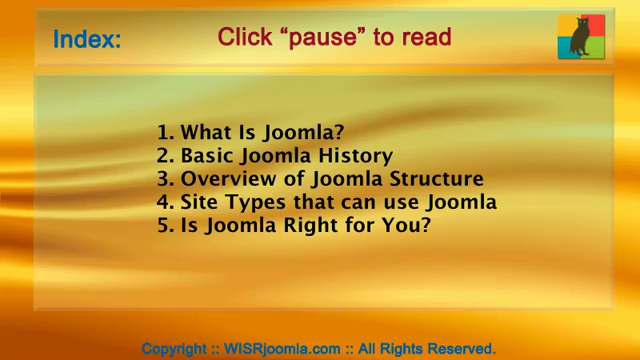 Index:
Click “pause” to read
1. What Is Joomla?
2. Basic Joomla History
3. Overview of Joomla Structure
4. Site Types that can use Joomla
5. Is Joomla Right for You?
Copyright :: WISRjoomla.com :: All Rights Reserved.